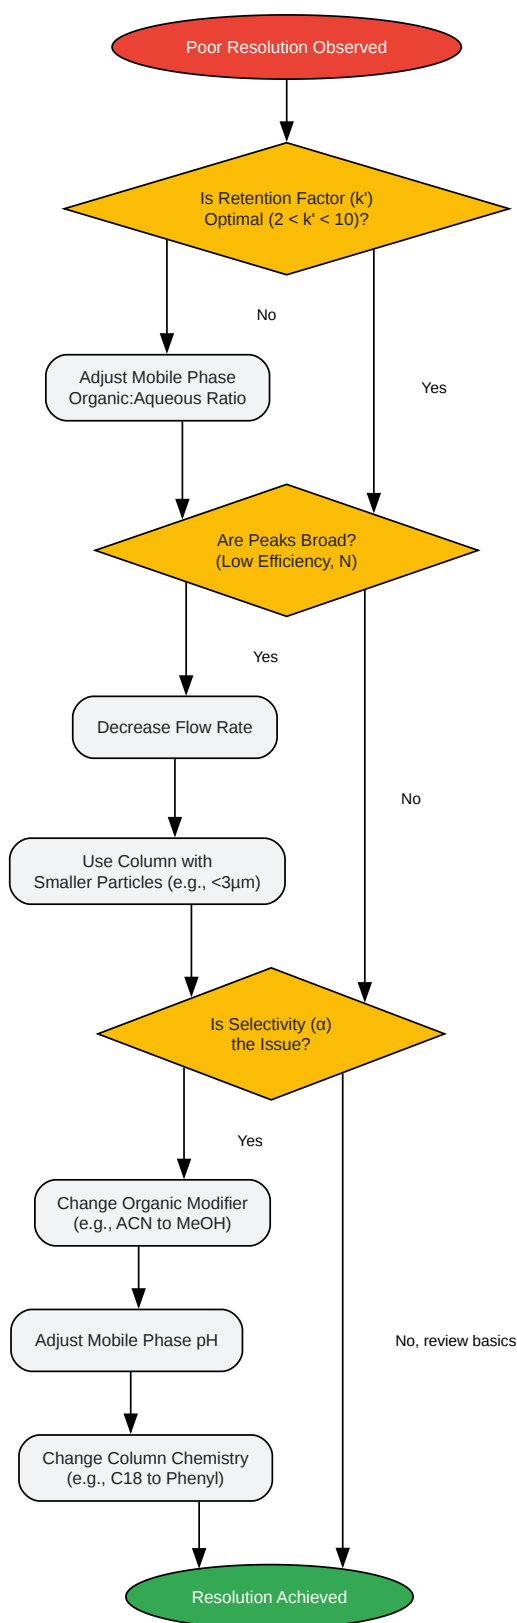 Poor Resolution Observed
Is Retention Factor (k')
Optimal (2 < k' < 10)?
No
Adjust Mobile Phase
Organic:Aqueous Ratio
Yes
Are Peaks Broad?
(Low Efficiency, N)
Yes
Decrease Flow Rate
No
Use Column with
Smaller Particles (e.g., <3µm)
Is Selectivity (α)
the Issue?
Yes
Change Organic Modifier
(e.g., ACN to MeOH)
Adjust Mobile Phase pH
No, review basics
Change Column Chemistry
(e.g., C18 to Phenyl)
Resolution Achieved